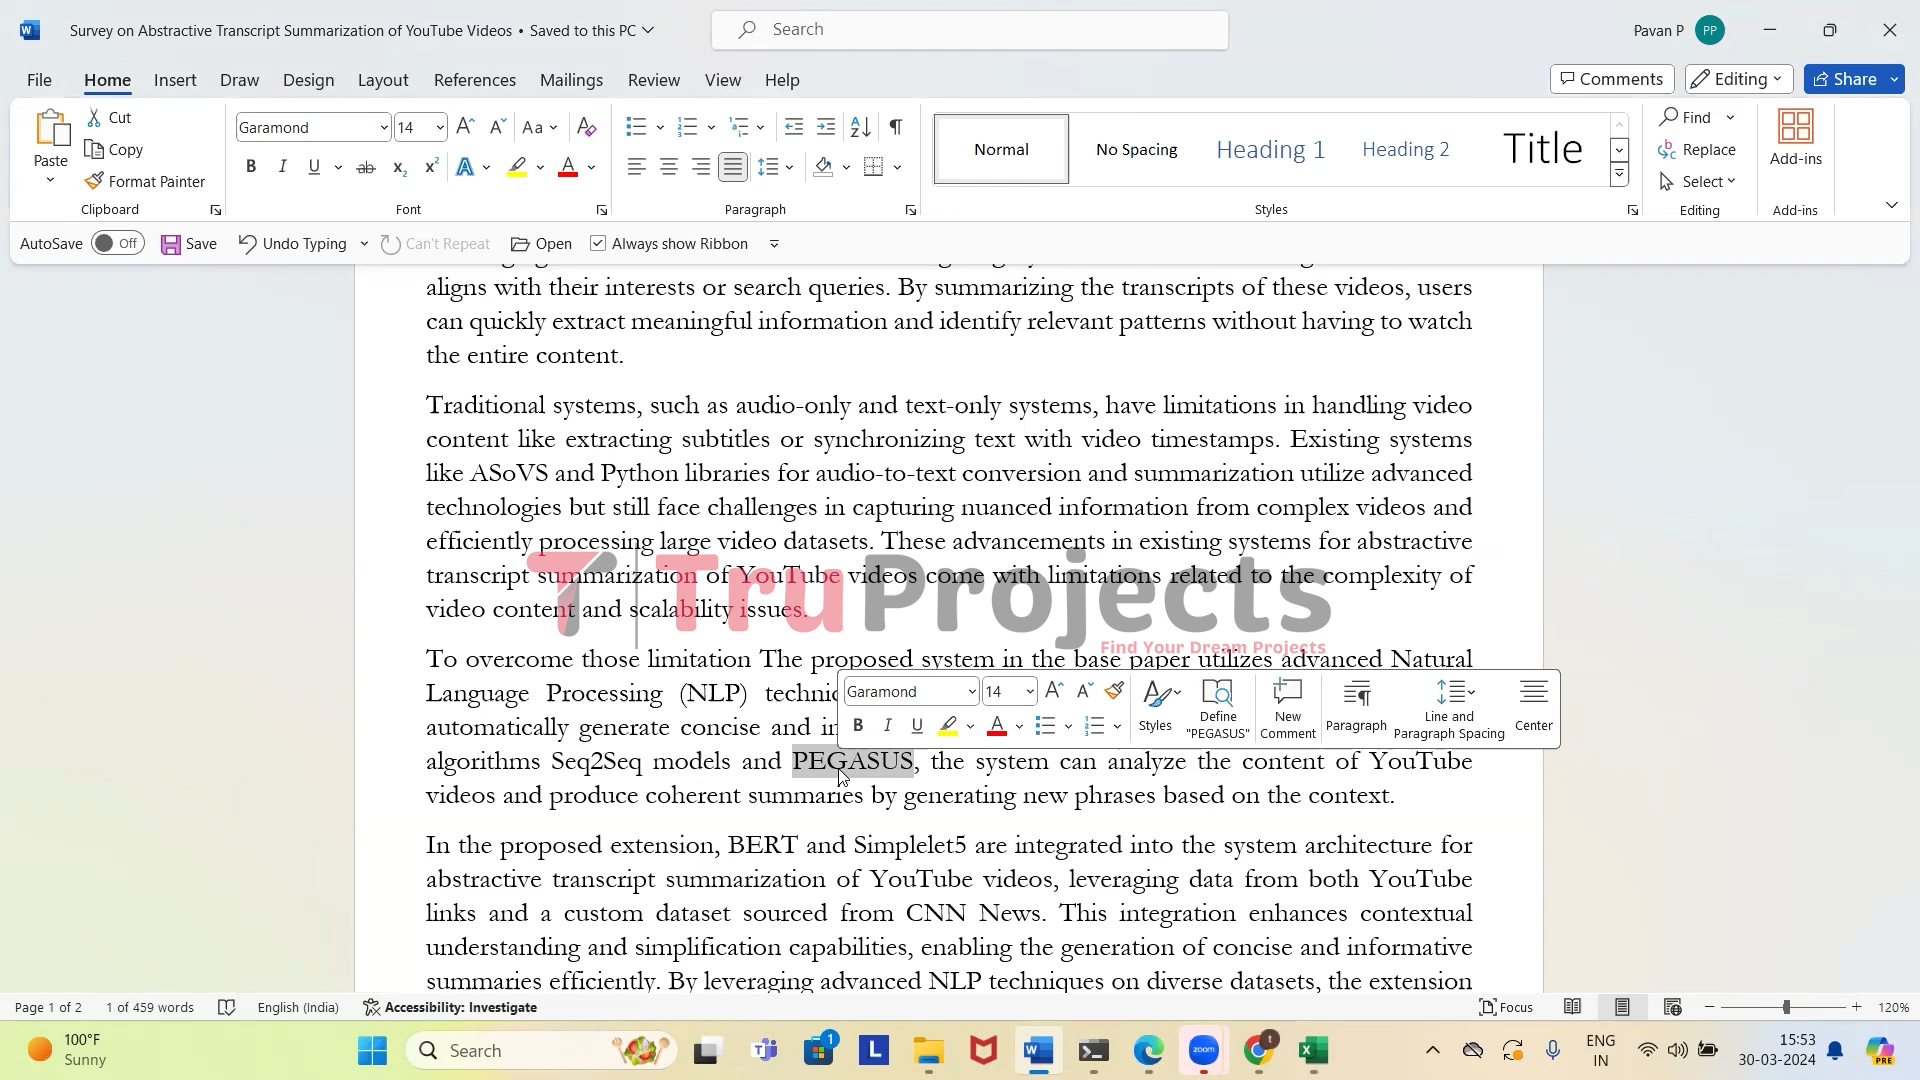 Survey on Abstractive Transcript Summarization of YouTube Videos • Saved to this PC
Search
Pavan P
PP
File
Home
Insert
Draw
Design
Layout
References
Mailings
Review
View
Help
Comments
Editing
Share
Paste
Cut
Copy
Format Painter
Clipboard
Garamond
14
Font
Paragraph
Normal
No Spacing
Heading 1
Heading 2
Title
Styles
Find
Replace
Select
Editing
Add-ins
Add-ins
AutoSave
Off
Save
Undo Typing
Can't Repeat
Open
Always show Ribbon
aligns with their interests or search queries. By summarizing the transcripts of these videos, users
can quickly extract meaningful information and identify relevant patterns without having to watch
the entire content.
Traditional systems, such as audio-only and text-only systems, have limitations in handling video
content like extracting subtitles or synchronizing text with video timestamps. Existing systems
like ASoVS and Python libraries for audio-to-text conversion and summarization utilize advanced
technologies but still face challenges in capturing nuanced information from complex videos and
efficiently processing large video datasets. These advancements in existing systems for abstractive
transcript summarization of YouTube videos come with limitations related to the complexity of
video content and scalability issues.
TruProjects
Find Your Dream Projects
To overcome those limitation The proposed system in the base paper utilizes advanced Natural
Language Processing (NLP)
automatically generate concise and
algorithms Seq2Seq models and PEGASUS, the system can analyze the content of YouTube
videos and produce coherent summaries by generating new phrases based on the context.
Garamond
14
Styles
Define
"PEGASUS"
New
Comment
Paragraph
Line and
Paragraph Spacing
Center
In the proposed extension, BERT and Simplelet5 are integrated into the system architecture for
abstractive transcript summarization of YouTube videos, leveraging data from both YouTube
links and a custom dataset sourced from CNN News. This integration enhances contextual
understanding and simplification capabilities, enabling the generation of concise and informative
summaries efficiently. By leveraging advanced NLP techniques on diverse datasets, the extension
Page 1 of 2
1 of 459 words
English (India)
Accessibility: Investigate
Focus
120%
100°F
Sunny
Search
1
zoom
t
ENG
IN
15:53
30-03-2024
PRE